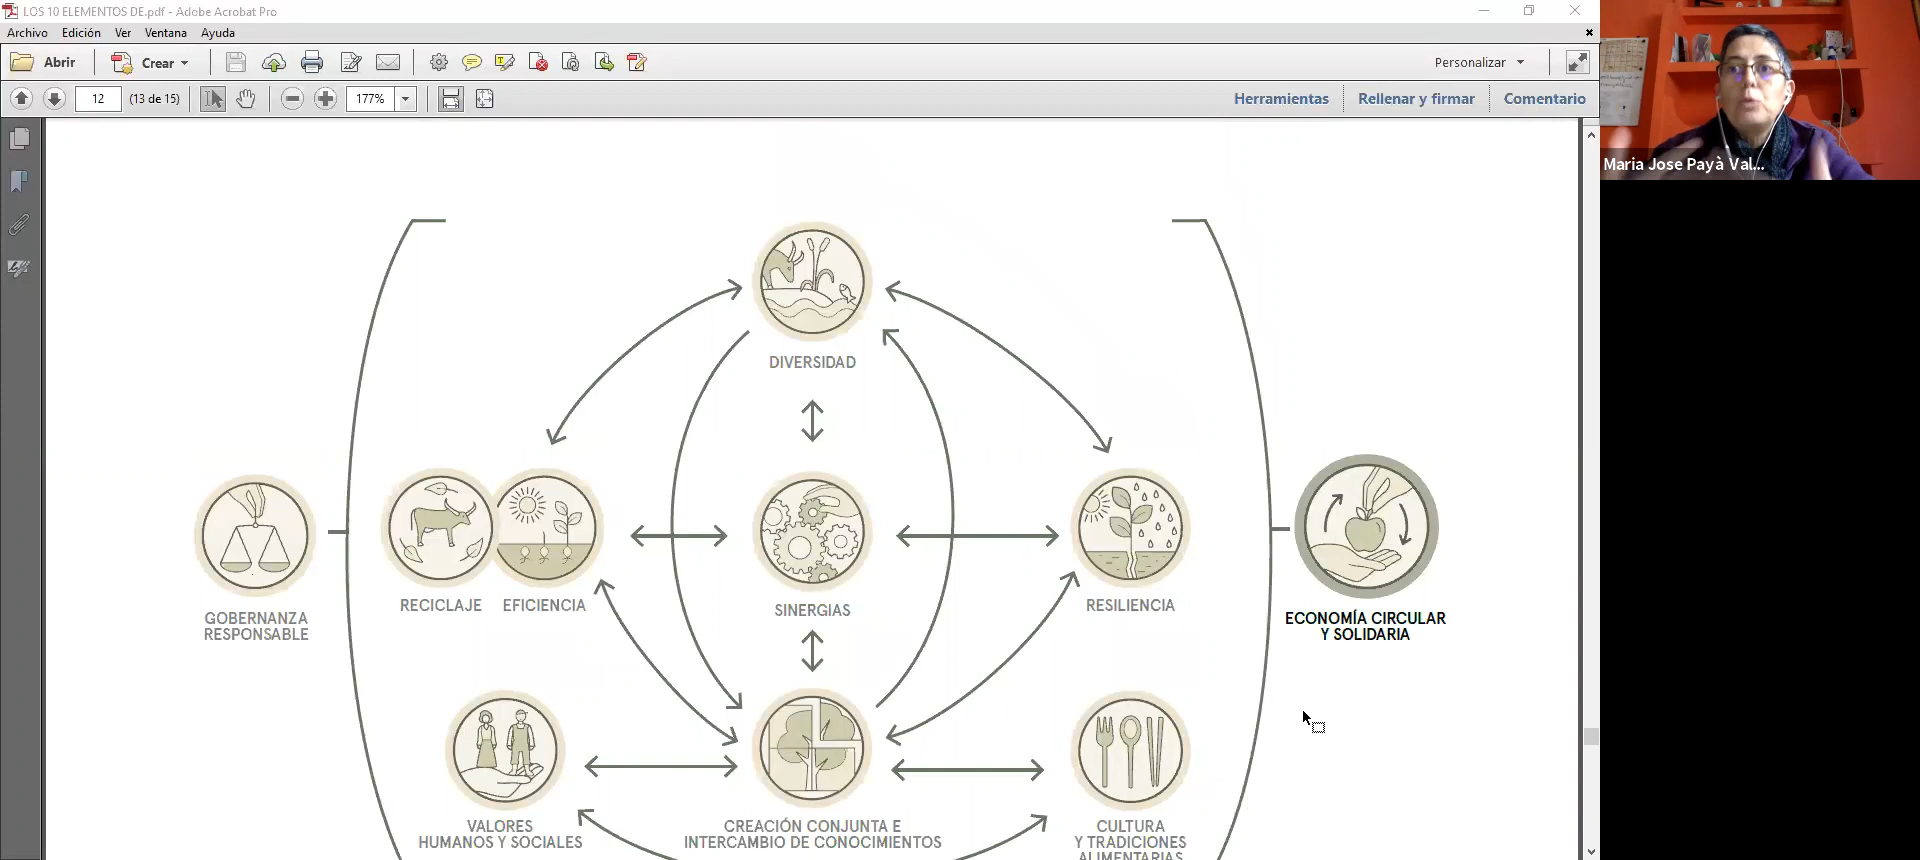 LOS 10 ELEMENTOS DE.pdf - Adobe Acrobat Pro
Archivo Edición Ver Ventana Ayuda
Abrir Crear Personalizar
12 (13 de 15) 177% Herramientas Rellenar y firmar Comentario
Maria Jose Payà Val...
DIVERSIDAD
GOBERNANZA
RESPONSABLE
RECICLAJE EFICIENCIA
SINERGIAS
RESILIENCIA
ECONOMÍA CIRCULAR
Y SOLIDARIA
VALORES
HUMANOS Y SOCIALES
CREACIÓN CONJUNTA E
INTERCAMBIO DE CONOCIMIENTOS
CULTURA
Y TRADICIONES
ALIMENTARIAS